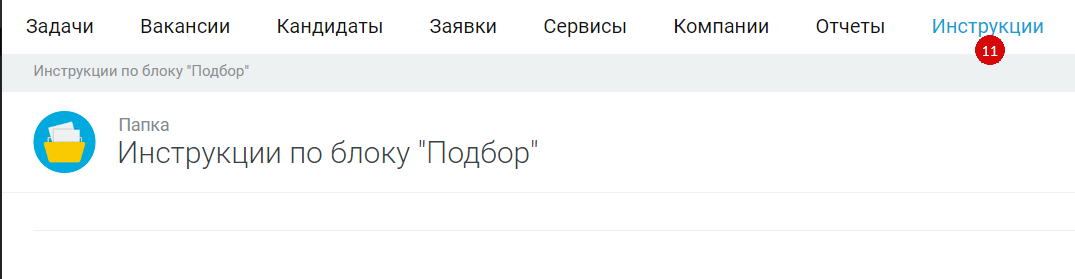 Задачи Вакансии Кандидаты Заявки Сервисы Компании Отчеты Инструкции
11
Инструкции по блоку "Подбор"
Папка
Инструкции по блоку "Подбор"